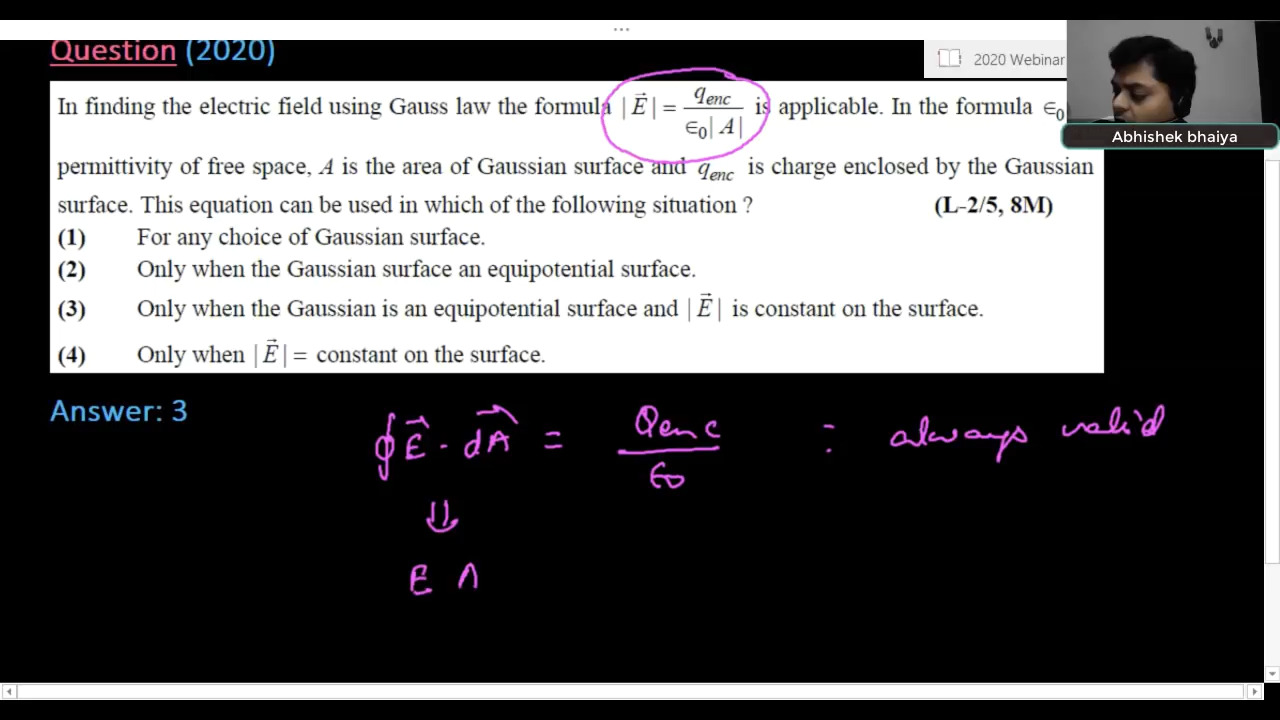 Question (2020)
2020 Webinar
In finding the electric field using Gauss law the formula |E⃗| = q_enc / ∈₀|A| is applicable. In the formula ∈₀
Abhishek bhaiya
permittivity of free space, A is the area of Gaussian surface and q_enc is charge enclosed by the Gaussian
surface. This equation can be used in which of the following situation ? (L-2/5, 8M)
(1) For any choice of Gaussian surface.
(2) Only when the Gaussian surface an equipotential surface.
(3) Only when the Gaussian is an equipotential surface and |E⃗| is constant on the surface.
(4) Only when |E⃗| = constant on the surface.
Answer: 3
∮E⃗ · dA⃗ = Qenc / ∈0 : always valid
⇓
E A